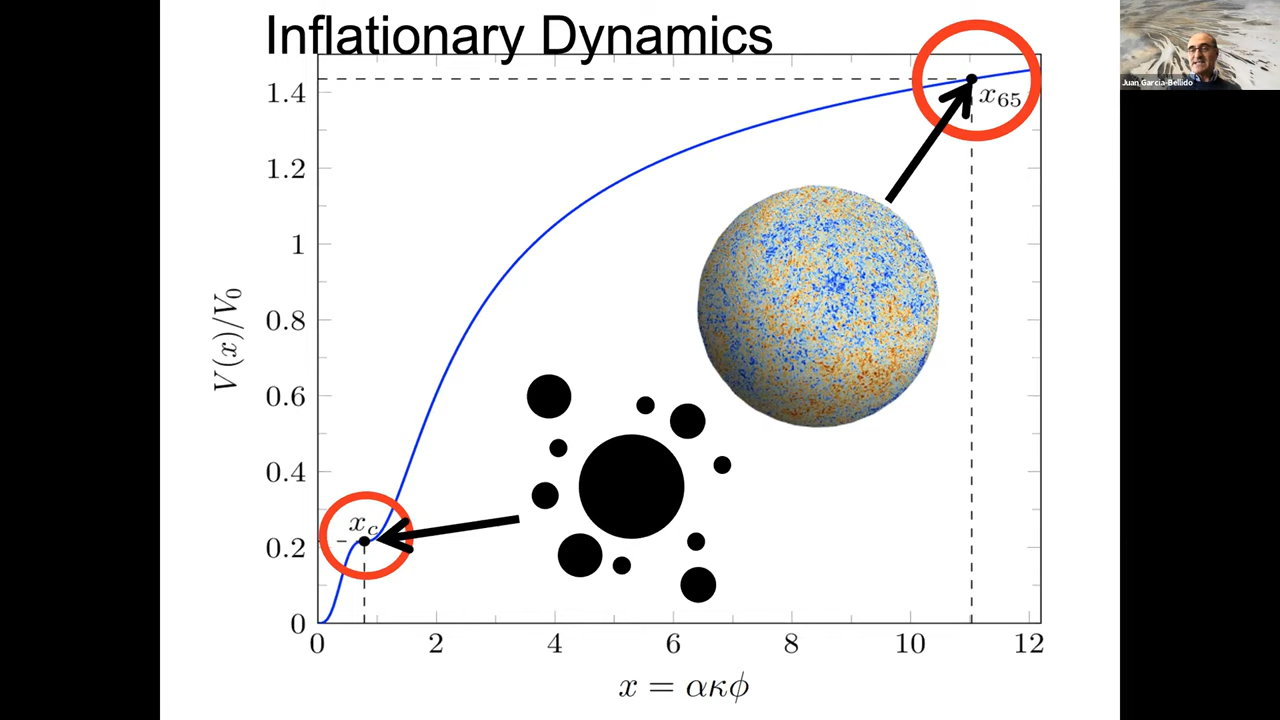 Inflationary Dynamics
Juan García-Bellido
1.4
1.2
1
0.8
0.6
0.4
0.2
0
V(x)/V₀
x₆₅
x_c
0 2 4 6 8 10 12
x = ακϕ